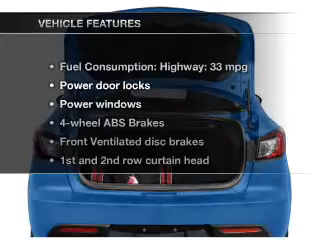 VEHICLE FEATURES
• Fuel Consumption: Highway: 33 mpg
• Power door locks
• Power windows
• 4-wheel ABS Brakes
• Front Ventilated disc brakes
• 1st and 2nd row curtain head